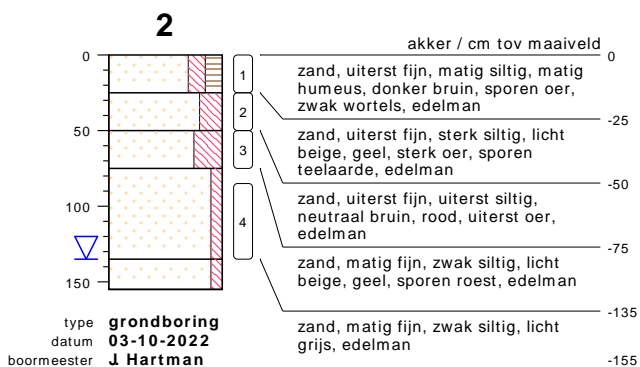 2
akker / cm tov maaiveld
0
0
1
zand, uiterst fijn, matig siltig, matig
humeus, donker bruin, sporen oer,
zwak wortels, edelman
-25
2
zand, uiterst fijn, sterk siltig, licht
beige, geel, sterk oer, sporen
teelaarde, edelman
50
-50
3
zand, uiterst fijn, uiterst siltig,
neutraal bruin, rood, uiterst oer,
edelman
-75
100
4
zand, matig fijn, zwak siltig, licht
beige, geel, sporen roest, edelman
-135
150
zand, matig fijn, zwak siltig, licht
grijs, edelman
-155
type grondboring
datum 03-10-2022
boormeester J. Hartman